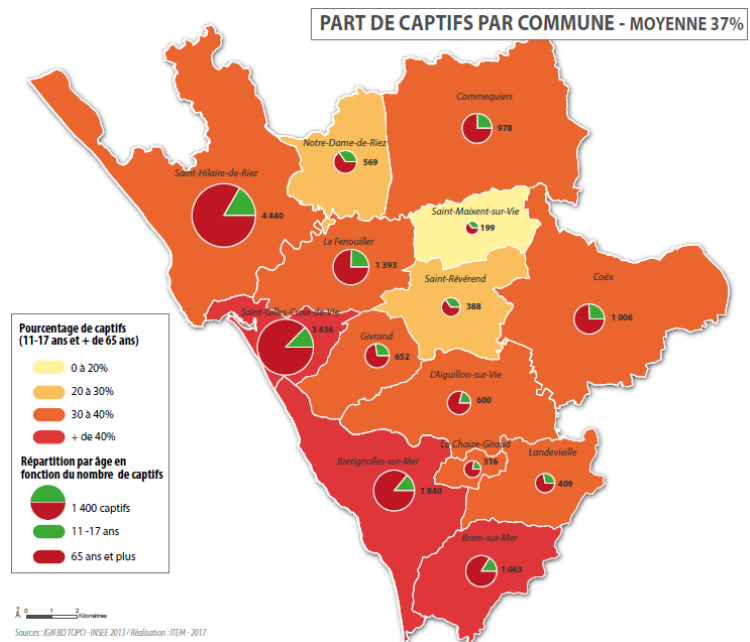 PART DE CAPTIFS PAR COMMUNE - MOYENNE 37%
Commequiers
978
Notre-Dame-de-Riez
569
Saint-Hilaire-de-Riez
4 440
Saint-Maixent-sur-Vie
199
Le Fenouiller
1 393
Saint-Révérend
388
Coëx
1 006
Saint-Gilles-Croix-de-Vie
3 436
Givrand
652
L'Aiguillon-sur-Vie
600
La Chaize-Giraud
316
Landevieille
409
Bretignolles-sur-Mer
1 840
Brem-sur-Mer
1 063
Pourcentage de captifs
(11-17 ans et + de 65 ans)
0 à 20%
20 à 30%
30 à 40%
+ de 40%
Répartition par âge en
fonction du nombre de captifs
1 400 captifs
11 -17 ans
65 ans et plus
0 1 2
Kilomètres
Sources : IGN BD TOPO - INSEE 2013 / Réalisation : ITEM - 2017